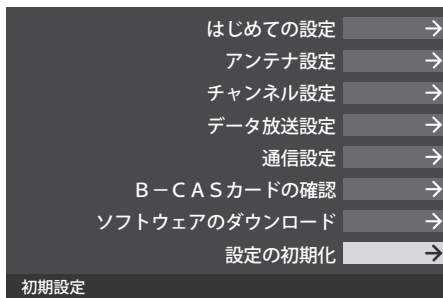 はじめての設定
アンテナ設定
チャンネル設定
データ放送設定
通信設定
B－CASカードの確認
ソフトウェアのダウンロード
設定の初期化
初期設定